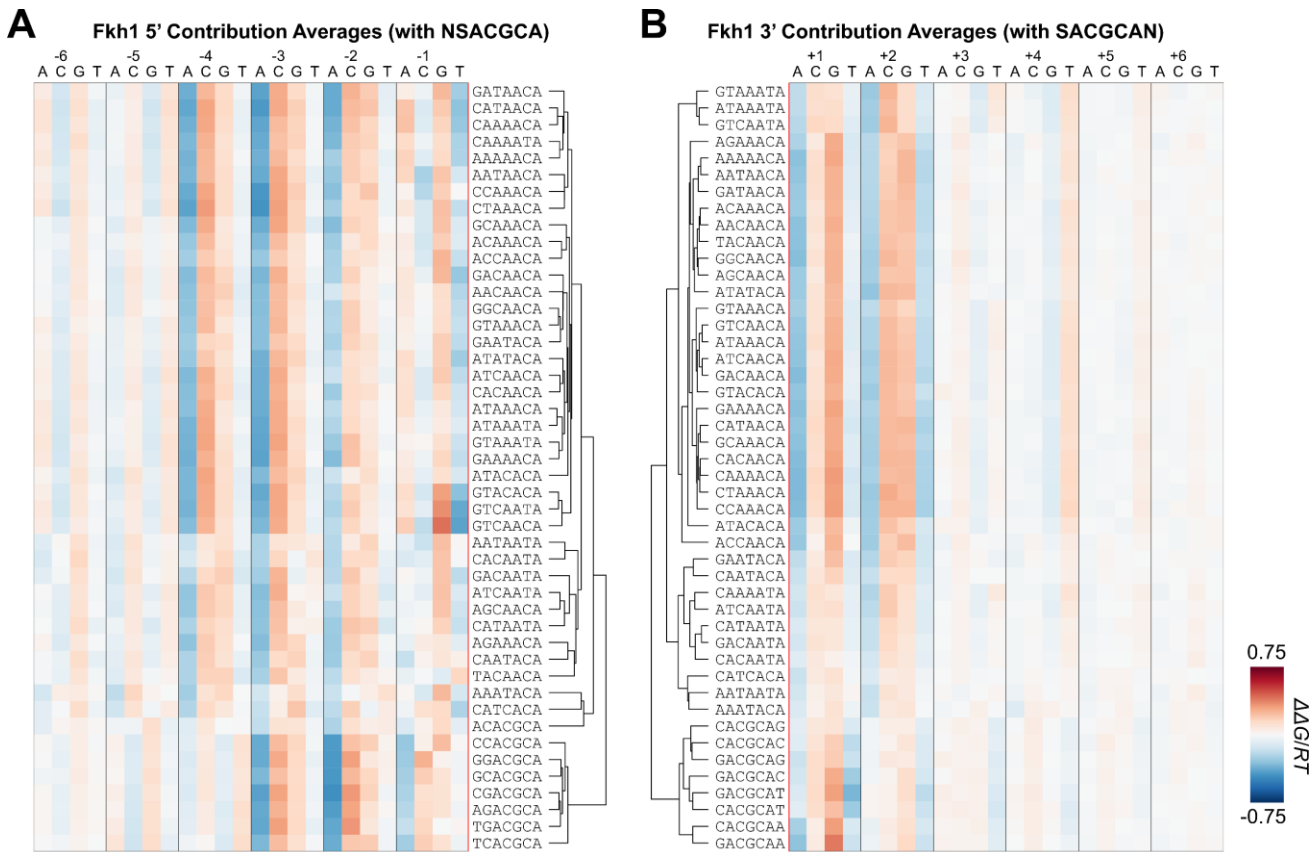 A
Fkh1 5' Contribution Averages (with NSACGCA)
-6 -5 -4 -3 -2 -1
A C G T A C G T A C G T A C G T A C G T A C G T
GATAACA
CATAACA
CAAAACA
CAAAATA
AAAAACA
AATAACA
CCAAACA
CTAAACA
GCAAACA
ACAAACA
ACCAACA
GACAACA
AACAACA
GGCAACA
GTAAACA
GAATACA
ATATACA
ATCAACA
CACAACA
ATAAACA
ATAAATA
GTAAATA
GAAAACA
ATACACA
GTACACA
GTCAATA
GTCAACA
AATAATA
CACAATA
GACAATA
ATCAATA
AGCAACA
CATAATA
AGAAACA
CAATACA
TACAACA
AAATACA
CATCACA
ACACGCA
CCACGCA
GGACGCA
GCACGCA
CGACGCA
AGACGCA
TGACGCA
TCACGCA
B
Fkh1 3' Contribution Averages (with SACGCAN)
+1 +2 +3 +4 +5 +6
A C G T A C G T A C G T A C G T A C G T A C G T
GTAAATA
ATAAATA
GTCAATA
AGAAACA
AAAAACA
AATAACA
GATAACA
ACAAACA
AACAACA
TACAACA
GGCAACA
AGCAACA
ATATACA
GTAAACA
GTCAACA
ATAAACA
ATCAACA
GACAACA
GTACACA
GAAAACA
CATAACA
GCAAACA
CACAACA
CAAAACA
CTAAACA
CCAAACA
ATACACA
ACCAACA
GAATACA
CAATACA
CAAAATA
ATCAATA
CATAATA
GACAATA
CACAATA
CATCACA
AATAATA
AAATACA
CACGCAG
CACGCAC
GACGCAG
GACGCAC
GACGCAT
CACGCAT
CACGCAA
GACGCAA
0.75
ΔΔG/RT
-0.75